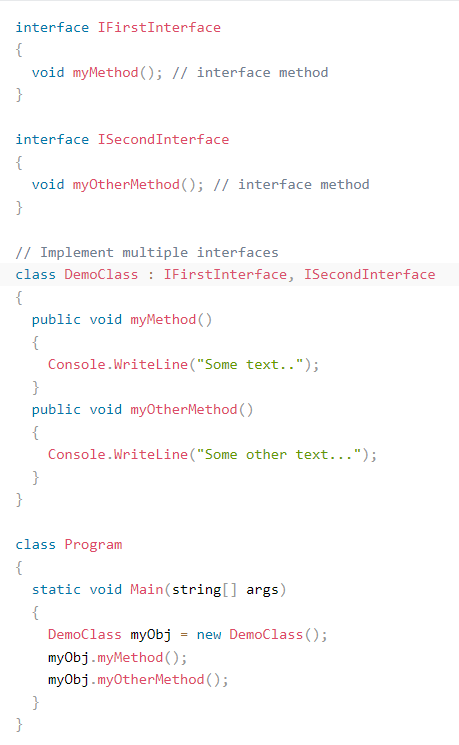 interface IFirstInterface
{
  void myMethod(); // interface method
}

interface ISecondInterface
{
  void myOtherMethod(); // interface method
}

// Implement multiple interfaces
class DemoClass : IFirstInterface, ISecondInterface
{
  public void myMethod()
  {
    Console.WriteLine("Some text..");
  }
  public void myOtherMethod()
  {
    Console.WriteLine("Some other text...");
  }
}

class Program
{
  static void Main(string[] args)
  {
    DemoClass myObj = new DemoClass();
    myObj.myMethod();
    myObj.myOtherMethod();
  }
}